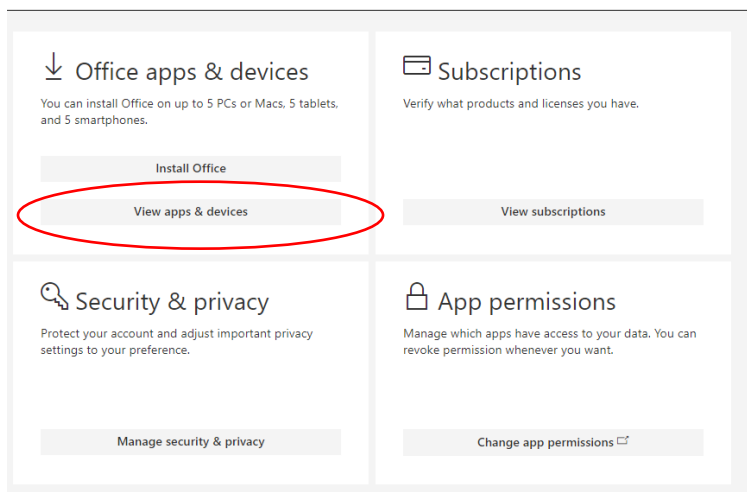 Office apps & devices
You can install Office on up to 5 PCs or Macs, 5 tablets,
and 5 smartphones.
Install Office
View apps & devices
Subscriptions
Verify what products and licenses you have.
View subscriptions
Security & privacy
Protect your account and adjust important privacy
settings to your preference.
Manage security & privacy
App permissions
Manage which apps have access to your data. You can
revoke permission whenever you want.
Change app permissions